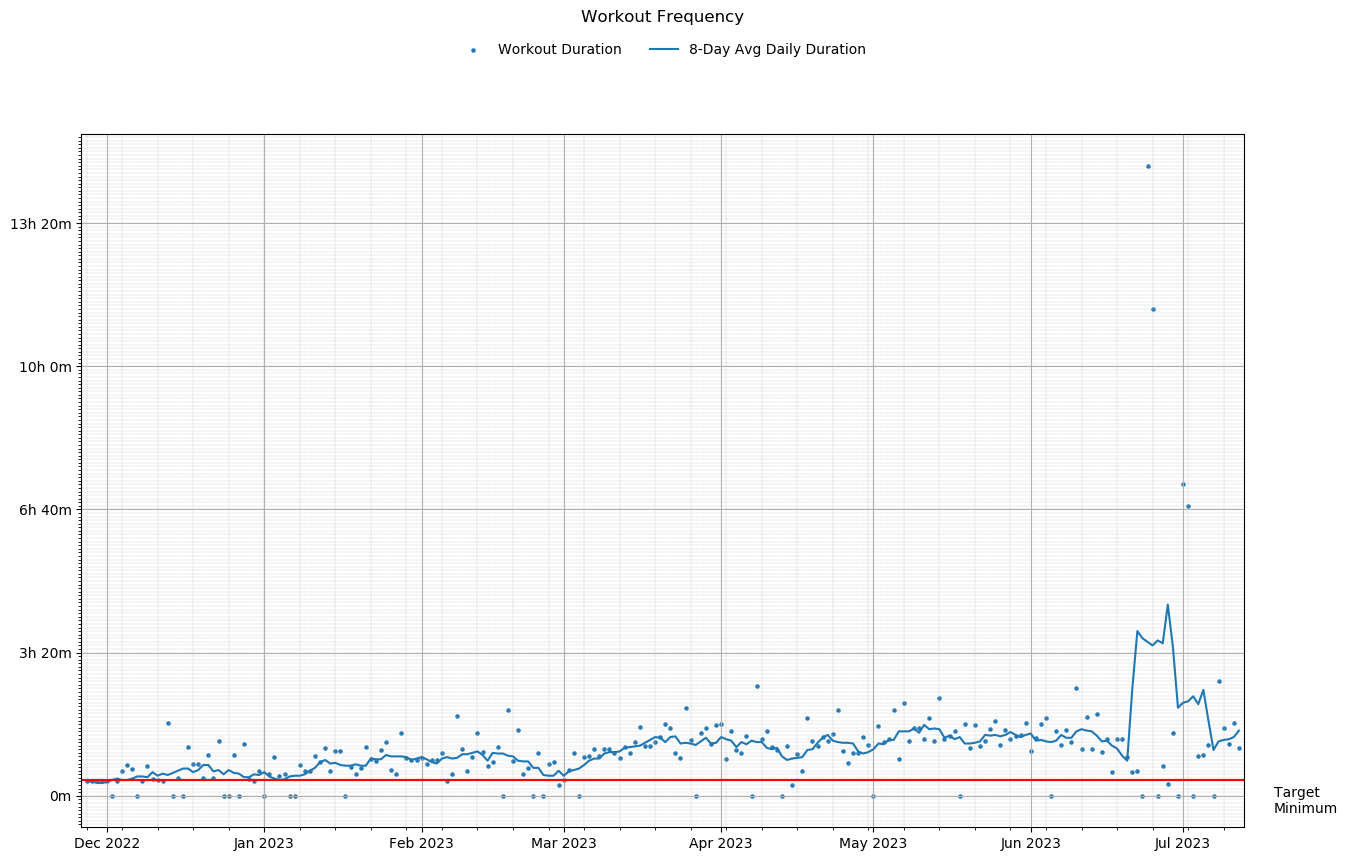 Workout Frequency
Workout Duration
8-Day Avg Daily Duration
13h 20m
10h 0m
6h 40m
3h 20m
0m
Target
Minimum
Dec 2022
Jan 2023
Feb 2023
Mar 2023
Apr 2023
May 2023
Jun 2023
Jul 2023